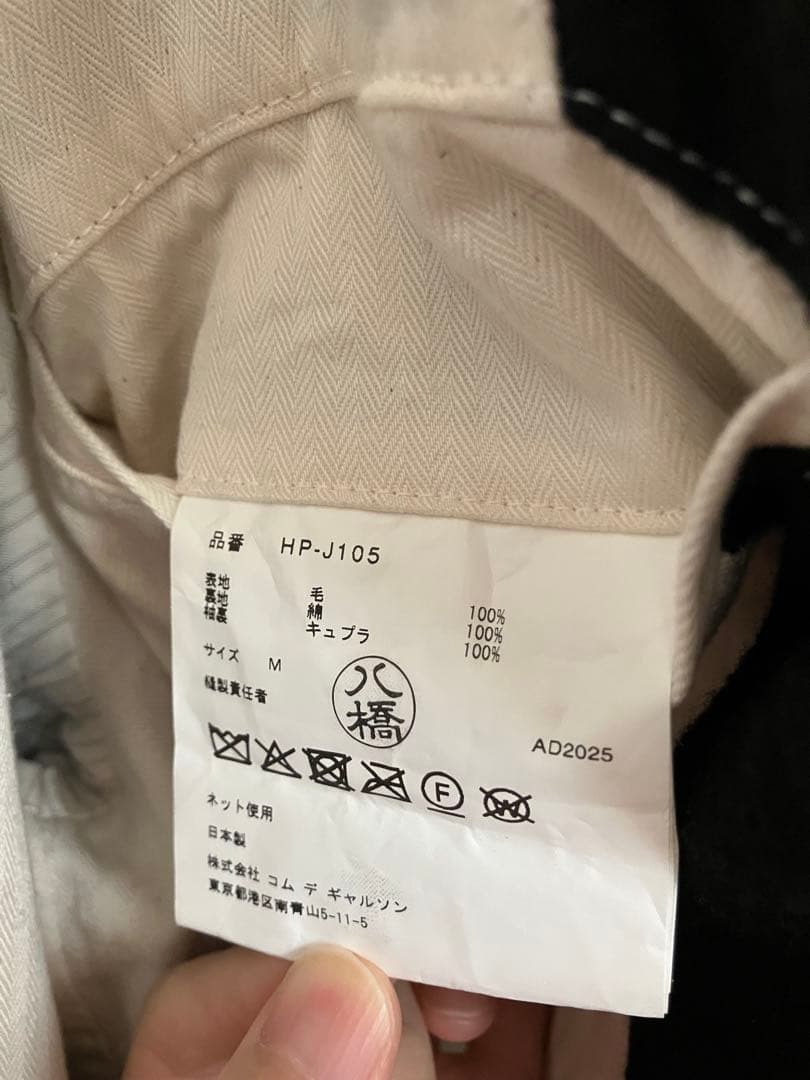 品番 HP-J105
表地 毛 100%
裏地 綿 100%
袖裏 キュプラ 100%
サイズ M
縫製責任者 八橋
AD2025
F
W
ネット使用
日本製
株式会社 コム デ ギャルソン
東京都港区南青山5-11-5